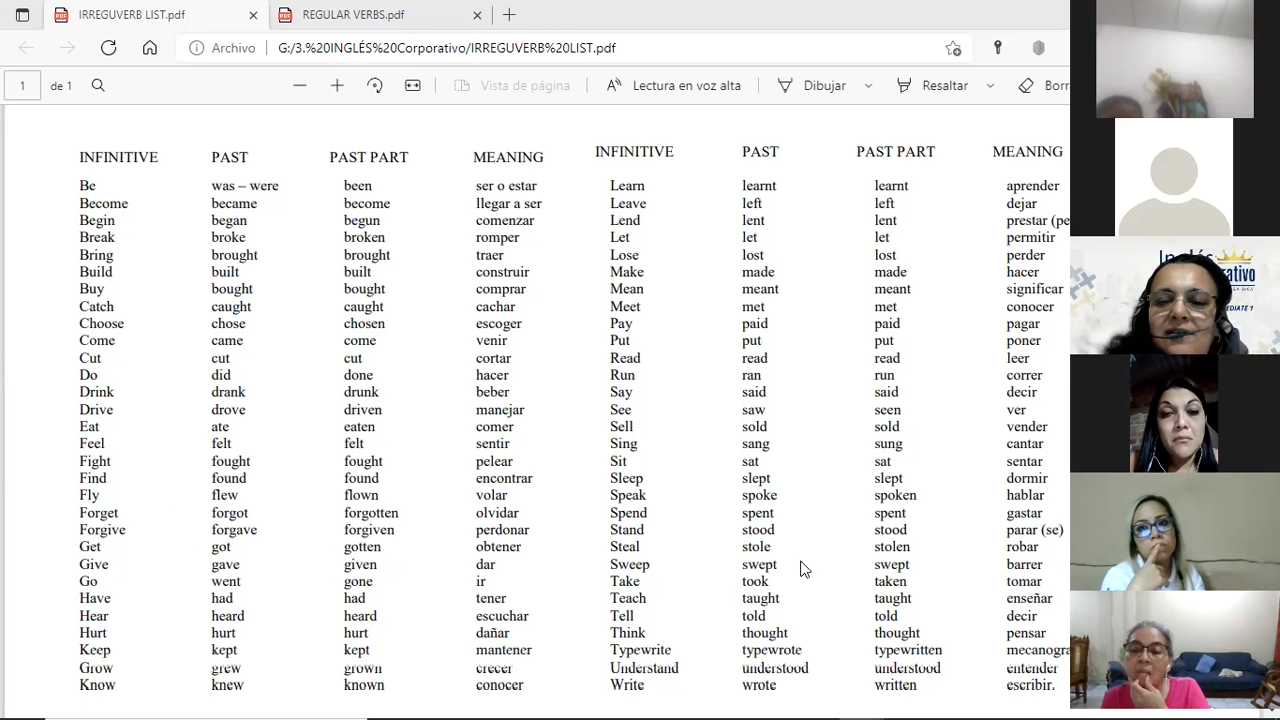 IRREGUVERB LIST.pdf
REGULAR VERBS.pdf
Archivo G:/3.%20INGLÉS%20Corporativo/IRREGUVERB%20LIST.pdf
1 de 1 Vista de página Lectura en voz alta Dibujar Resaltar Borr
INFINITIVE PAST PAST PART MEANING INFINITIVE PAST PAST PART MEANING
Be was – were been ser o estar Learn learnt learnt aprender
Become became become llegar a ser Leave left left dejar
Begin began begun comenzar Lend lent lent prestar (pe
Break broke broken romper Let let let permitir
Bring brought brought traer Lose lost lost perder
Build built built construir Make made made hacer
Buy bought bought comprar Mean meant meant significar
Catch caught caught cachar Meet met met conocer
Choose chose chosen escoger Pay paid paid pagar
Come came come venir Put put put poner
Cut cut cut cortar Read read read leer
Do did done hacer Run ran run correr
Drink drank drunk beber Say said said decir
Drive drove driven manejar See saw seen ver
Eat ate eaten comer Sell sold sold vender
Feel felt felt sentir Sing sang sung cantar
Fight fought fought pelear Sit sat sat sentar
Find found found encontrar Sleep slept slept dormir
Fly flew flown volar Speak spoke spoken hablar
Forget forgot forgotten olvidar Spend spent spent gastar
Forgive forgave forgiven perdonar Stand stood stood parar (se)
Get got gotten obtener Steal stole stolen robar
Give gave given dar Sweep swept swept barrer
Go went gone ir Take took taken tomar
Have had had tener Teach taught taught enseñar
Hear heard heard escuchar Tell told told decir
Hurt hurt hurt dañar Think thought thought pensar
Keep kept kept mantener Typewrite typewrote typewritten mecanogra
Grow grew grown crecer Understand understood understood entender
Know knew known conocer Write wrote written escribir.
Inglés